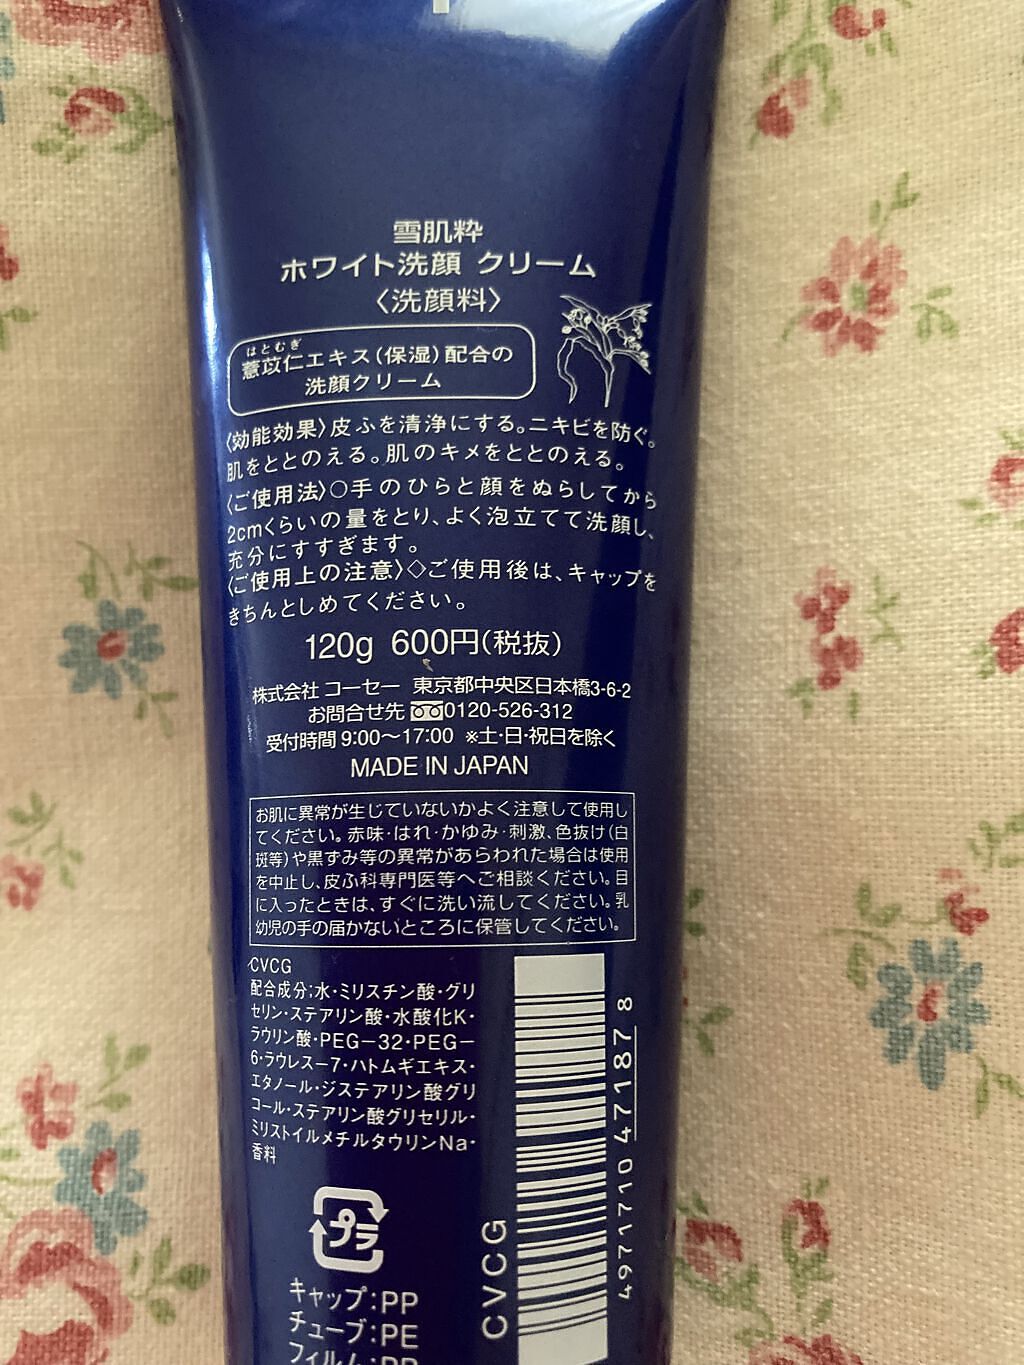 雪肌粋
ホワイト洗顔 クリーム
〈洗顔料〉
はとむぎ
薏苡仁エキス(保湿)配合の
洗顔クリーム
〈効能効果〉皮ふを清浄にする。ニキビを防ぐ。
肌をととのえる。肌のキメをととのえる。
〈ご使用法〉○手のひらと顔をぬらしてから
2cmくらいの量をとり、よく泡立てて洗顔し、
充分にすすぎます。
〈ご使用上の注意〉◇ご使用後は、キャップを
きちんとしめてください。
120g 600円(税抜)
株式会社 コーセー 東京都中央区日本橋3-6-2
お問合せ先 0120-526-312
受付時間 9:00〜17:00 ※土・日・祝日を除く
MADE IN JAPAN
お肌に異常が生じていないかよく注意して使用し
てください。赤味・はれ・かゆみ・刺激、色抜け(白
斑等)や黒ずみ等の異常があらわれた場合は使用
を中止し、皮ふ科専門医等へご相談ください。目
に入ったときは、すぐに洗い流してください。乳
幼児の手の届かないところに保管してください。
CVCG
配合成分;水・ミリスチン酸・グリ
セリン・ステアリン酸・水酸化K・
ラウリン酸・PEG-32・PEG-
6・ラウレス-7・ハトムギエキス・
エタノール・ジステアリン酸グリ
コール・ステアリン酸グリセリル・
ミリストイルメチルタウリンNa・
香料
プラ
キャップ:PP
チューブ:PE
フィルム:PP
CVCG
4971710 471878